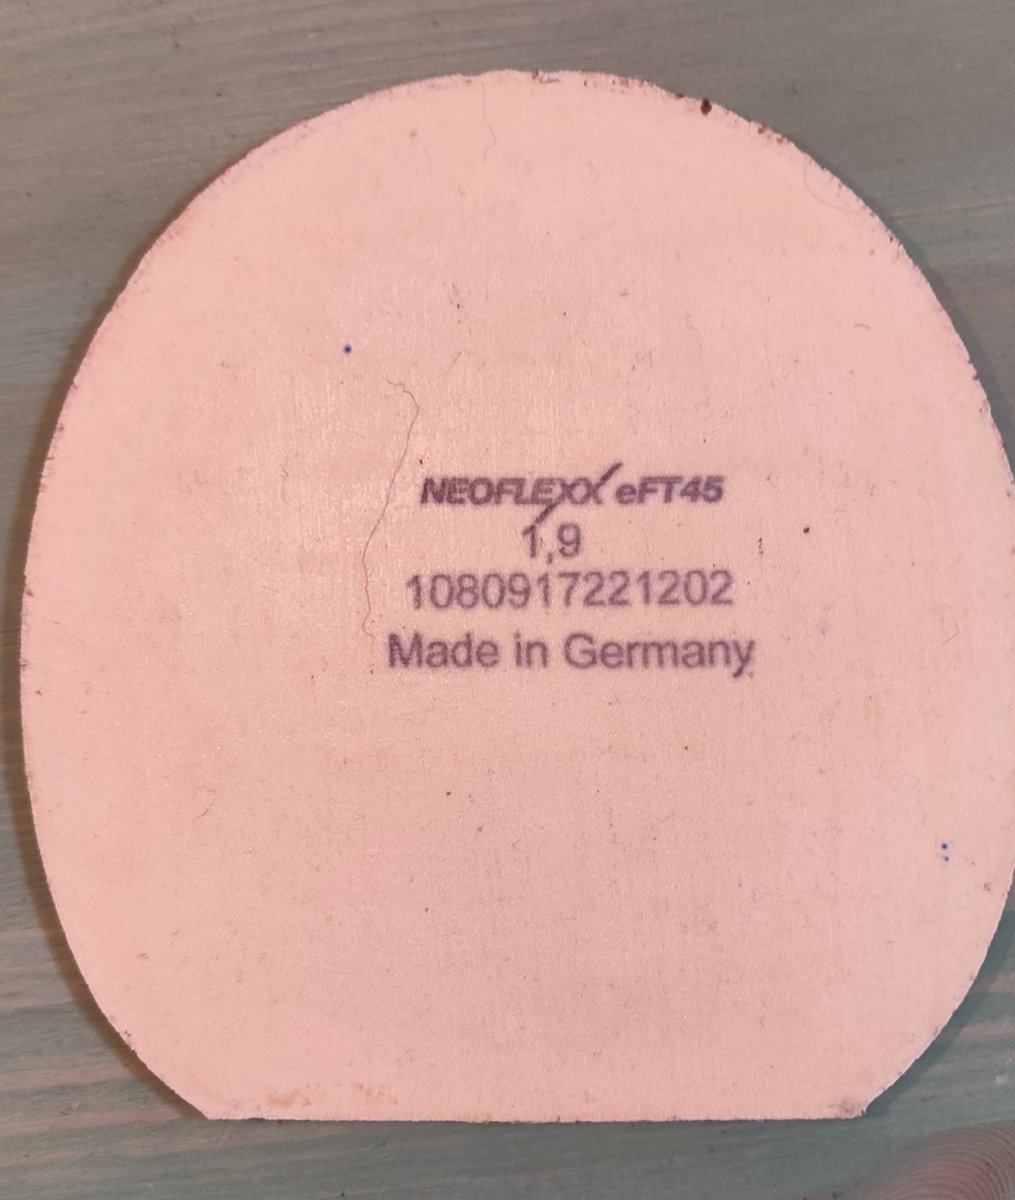 NEOFLEXX eFT45
1,9
1080917221202
Made in Germany